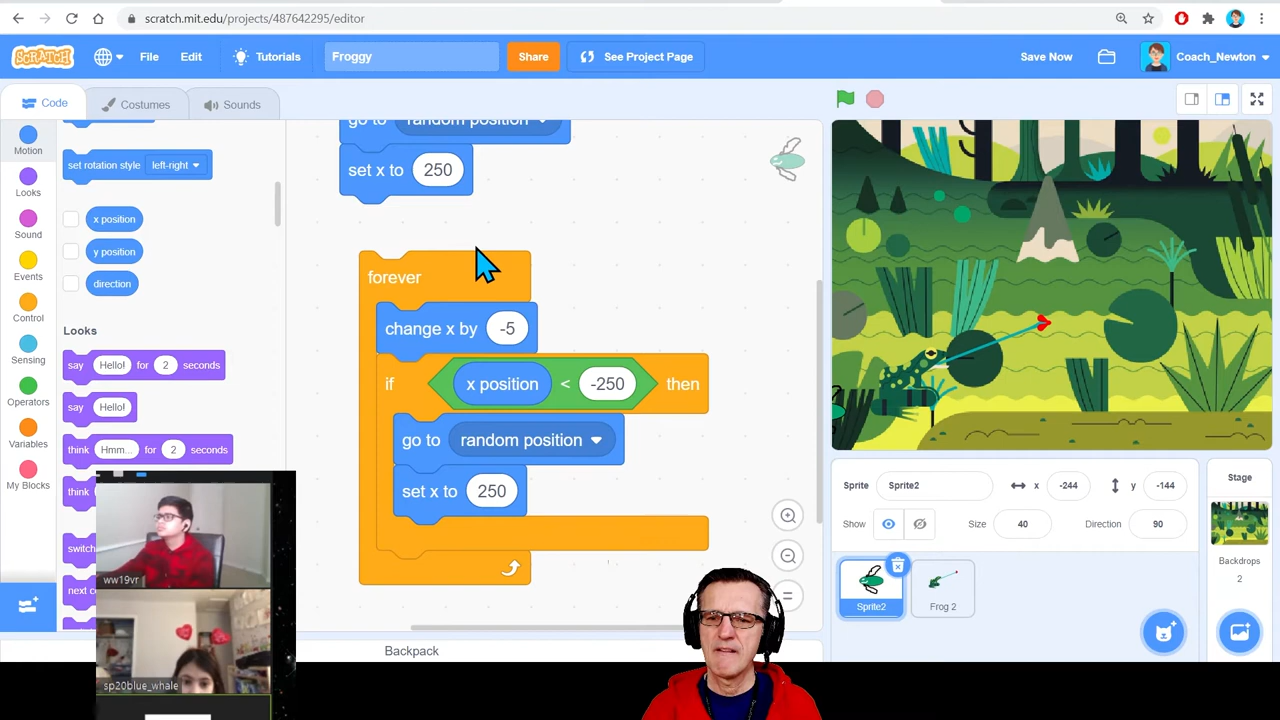 scratch.mit.edu/projects/487642295/editor
SCRATCH
File
Edit
Tutorials
Froggy
Share
See Project Page
Save Now
Coach_Newton
Code
Costumes
Sounds
Motion
Looks
Sound
Events
Control
Sensing
Operators
Variables
My Blocks
set rotation style left-right
x position
y position
direction
Looks
say Hello! for 2 seconds
say Hello!
think Hmm... for 2 seconds
think
switch
next
go to random position
set x to 250
forever
change x by -5
if x position < -250 then
go to random position
set x to 250
Backpack
ww19vr
sp20blue_whale
Sprite Sprite2 x -244 y -144
Show Size 40 Direction 90
Sprite2
Frog 2
Stage
Backdrops
2